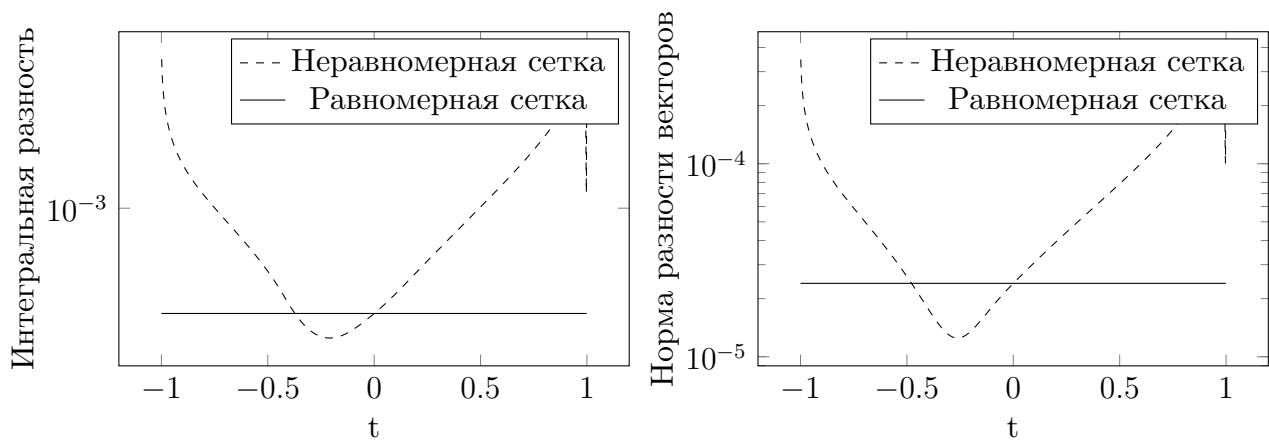 Интегральная разность
10⁻³
Неравномерная сетка
Равномерная сетка
−1 −0.5 0 0.5 1
t
Норма разности векторов
10⁻⁴
10⁻⁵
Неравномерная сетка
Равномерная сетка
−1 −0.5 0 0.5 1
t